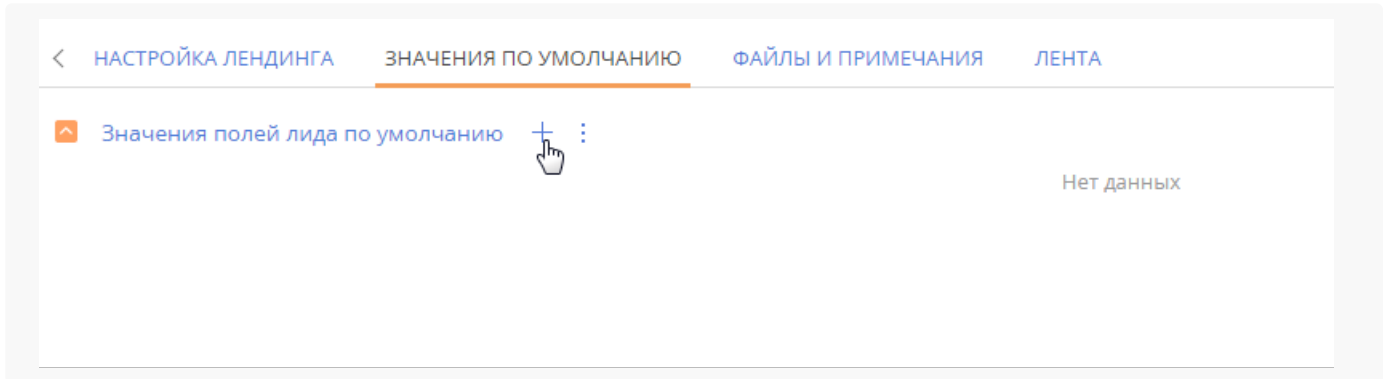 НАСТРОЙКА ЛЕНДИНГА ЗНАЧЕНИЯ ПО УМОЛЧАНИЮ ФАЙЛЫ И ПРИМЕЧАНИЯ ЛЕНТА
Значения полей лида по умолчанию
Нет данных